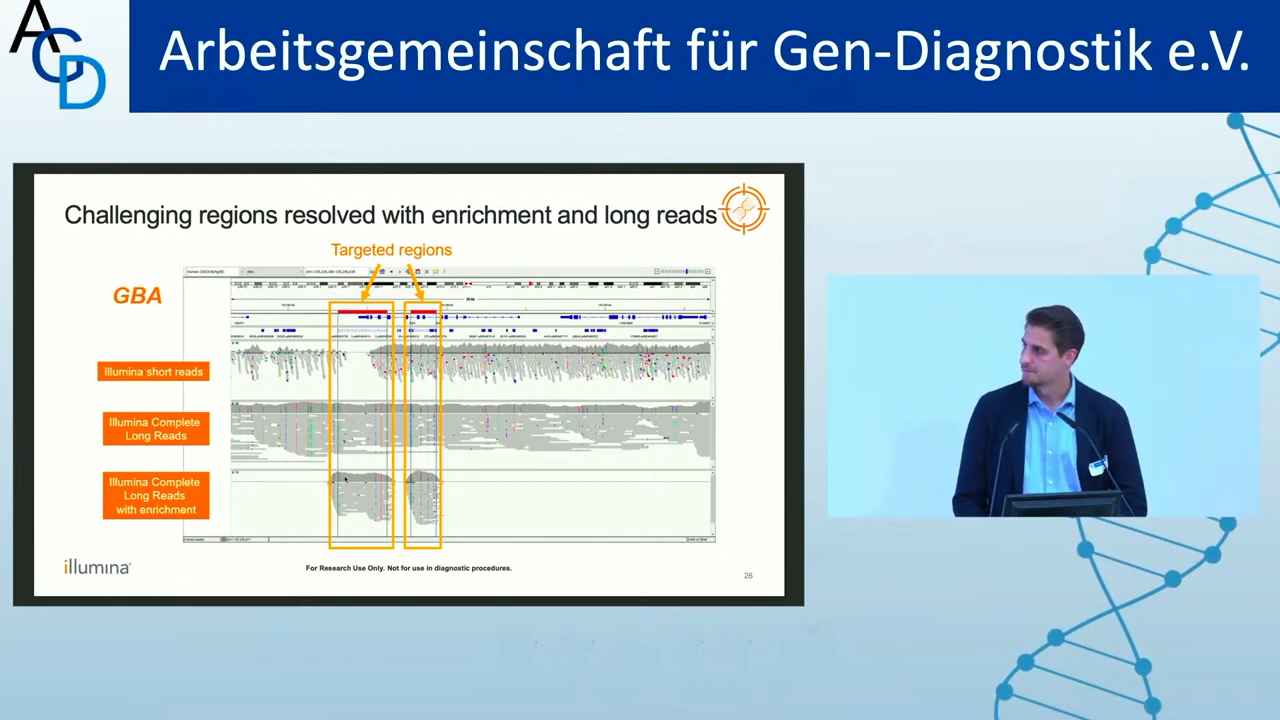 AGD
Arbeitsgemeinschaft für Gen-Diagnostik e.V.
Challenging regions resolved with enrichment and long reads
Targeted regions
GBA
Illumina short reads
Illumina Complete
Long Reads
Illumina Complete
Long Reads
with enrichment
illumina
For Research Use Only. Not for use in diagnostic procedures.
26